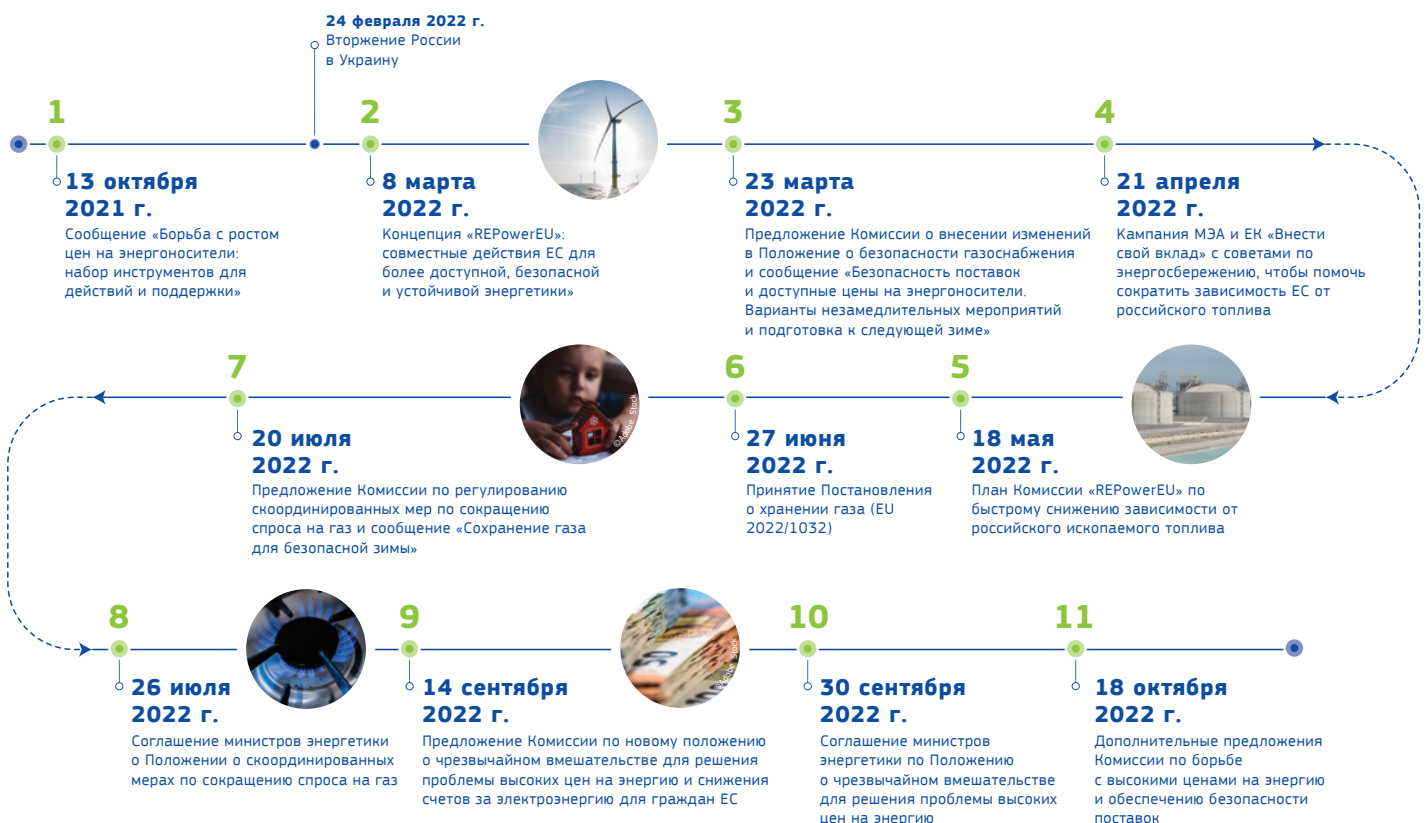 24 февраля 2022 г.
Вторжение России
в Украину
1
13 октября
2021 г.
Сообщение «Борьба с ростом
цен на энергоносители:
набор инструментов для
действий и поддержки»
2
8 марта
2022 г.
Концепция «REPowerEU»:
совместные действия ЕС для
более доступной, безопасной
и устойчивой энергетики»
3
23 марта
2022 г.
Предложение Комиссии о внесении изменений
в Положение о безопасности газоснабжения
и сообщение «Безопасность поставок
и доступные цены на энергоносители.
Варианты незамедлительных мероприятий
и подготовка к следующей зиме»
4
21 апреля
2022 г.
Кампания МЭА и ЕК «Внести
свой вклад» с советами по
энергосбережению, чтобы помочь
сократить зависимость ЕС от
российского топлива
5
18 мая
2022 г.
План Комиссии «REPowerEU» по
быстрому снижению зависимости от
российского ископаемого топлива
6
27 июня
2022 г.
Принятие Постановления
о хранении газа (EU
2022/1032)
©Adobe Stock
7
20 июля
2022 г.
Предложение Комиссии по регулированию
скоординированных мер по сокращению
спроса на газ и сообщение «Сохранение газа
для безопасной зимы»
8
26 июля
2022 г.
Соглашение министров энергетики
о Положении о скоординированных
мерах по сокращению спроса на газ
9
14 сентября
2022 г.
Предложение Комиссии по новому положению
о чрезвычайном вмешательстве для решения
проблемы высоких цен на энергию и снижения
счетов за электроэнергию для граждан ЕС
Adobe Stock
10
30 сентября
2022 г.
Соглашение министров
энергетики по Положению
о чрезвычайном вмешательстве
для решения проблемы высоких
цен на энергию
11
18 октября
2022 г.
Дополнительные предложения
Комиссии по борьбе
с высокими ценами на энергию
и обеспечению безопасности
поставок